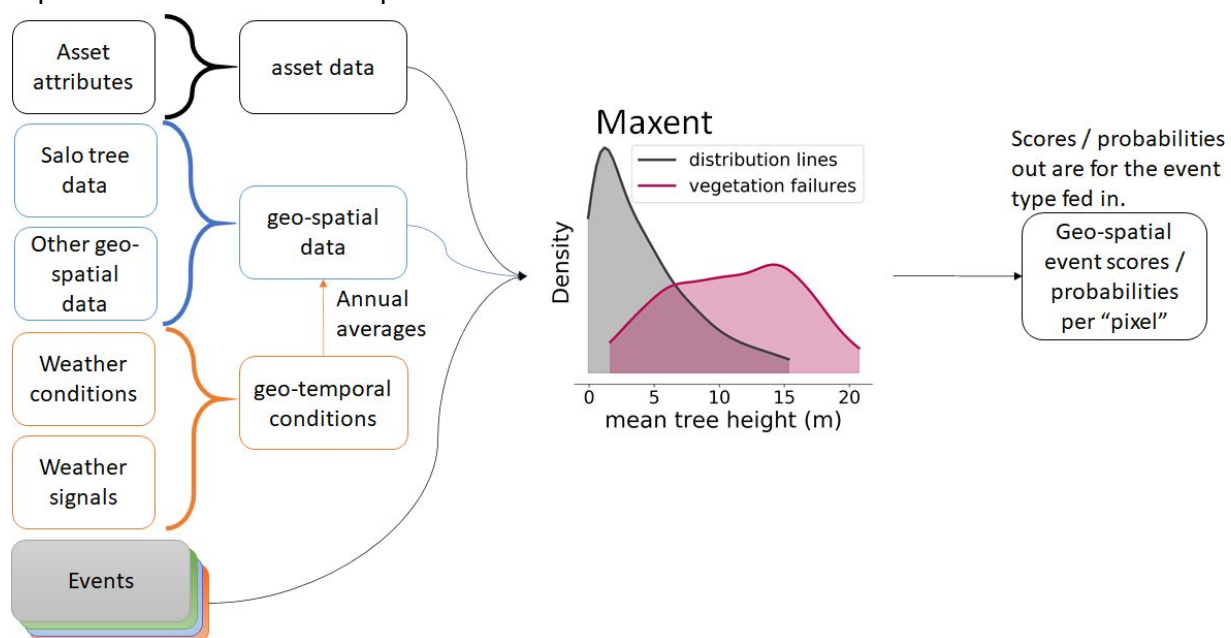 Asset
attributes
asset data
Salo tree
data
Other geo-
spatial
data
geo-spatial
data
Annual
averages
Weather
conditions
geo-temporal
conditions
Weather
signals
Events
Maxent
distribution lines
vegetation failures
Density
0 5 10 15 20
mean tree height (m)
Scores / probabilities
out are for the event
type fed in.
Geo-spatial
event scores /
probabilities
per “pixel”